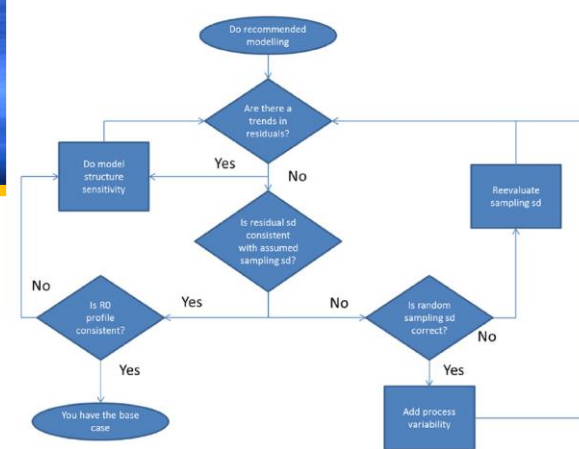 Do recommended
modelling
Are there a
trends in
residuals?
Yes
No
Do model
structure
sensitivity
Reevaluate
sampling sd
Is residual sd
consistent
with assumed
sampling sd?
No
Yes
No
Is R0
profile
consistent?
Is random
sampling sd
correct?
No
Yes
Yes
You have the base
case
Add process
variability